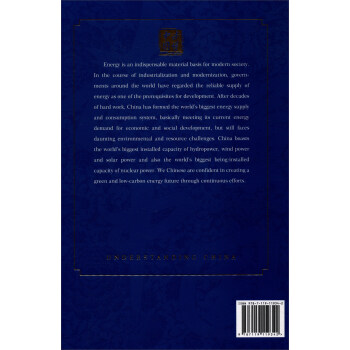 Energy is an indispensable material basis for modern society.
In the course of industrialization and modernization, govern-
ments around the world have regarded the reliable supply of
energy as one of the prerequisites for development. After decades
of hard work, China has formed the world's biggest energy supply
and consumption system, basically meeting its current energy
demand for economic and social development, but still faces
daunting environmental and resource challenges. China boasts
the world's biggest installed capacity of hydropower, wind power
and solar power and also the world's biggest being-installed
capacity of nuclear power. We Chinese are confident in creating a
green and low-carbon energy future through continuous efforts.